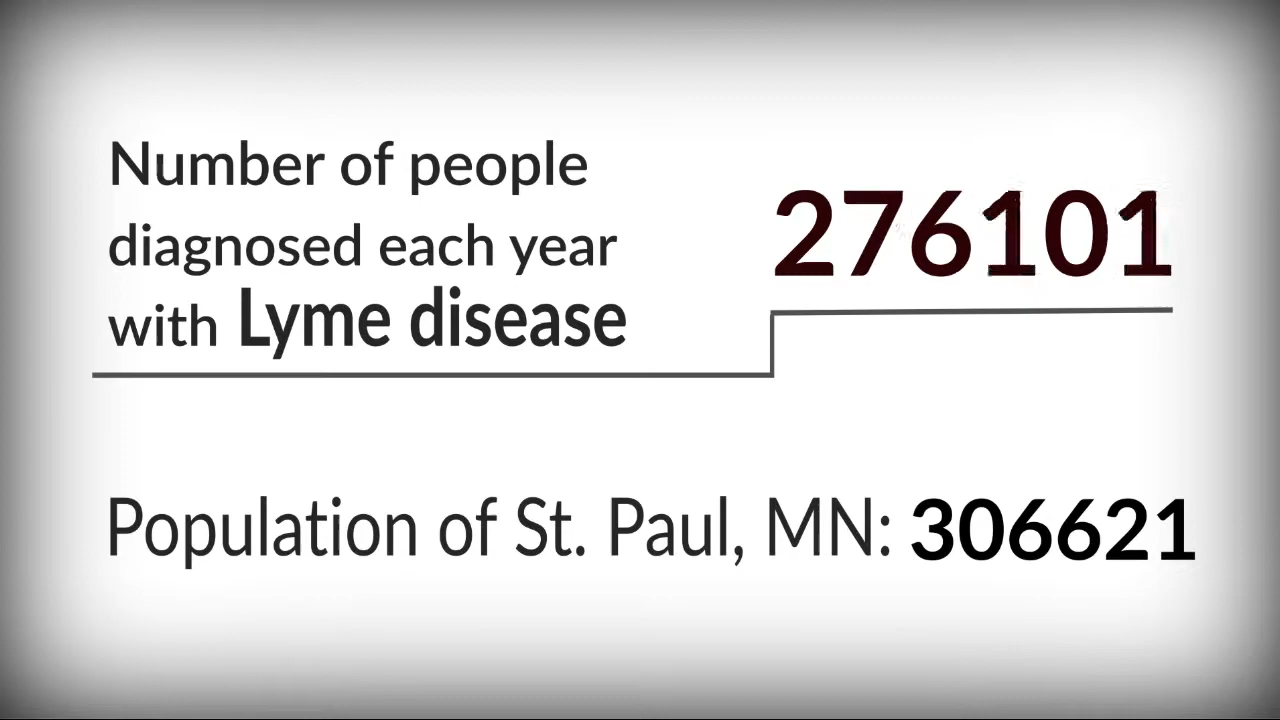 Number of people
diagnosed each year
with Lyme disease
276101
Population of St. Paul, MN: 306621